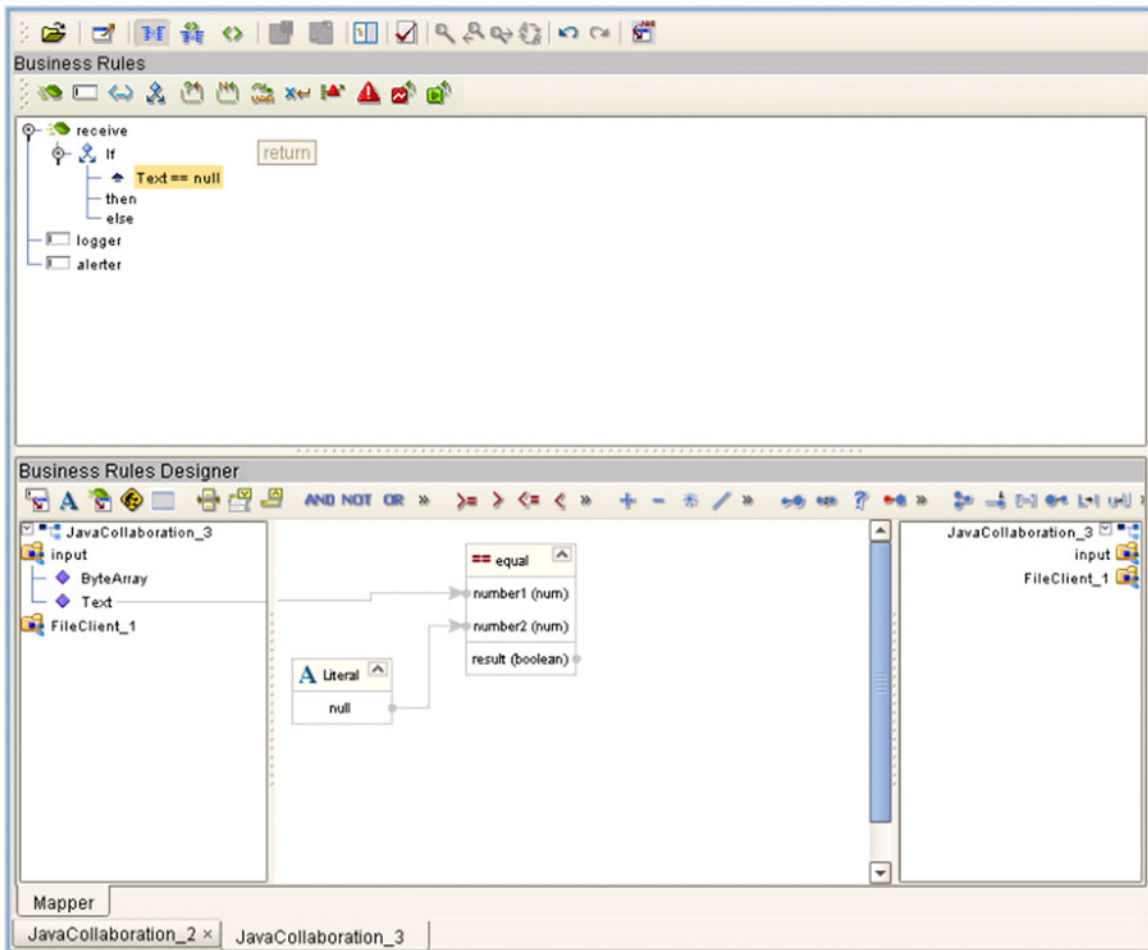 JAR
Business Rules
receive
If
return
Text == null
then
else
logger
alerter
Business Rules Designer
A AND NOT OR » >= > <= < » + - / » ? »
JavaCollaboration_3
input
ByteArray
Text
FileClient_1
== equal
number1 (num)
number2 (num)
result (boolean)
A Literal
null
JavaCollaboration_3
input
FileClient_1
Mapper
JavaCollaboration_2 ×
JavaCollaboration_3